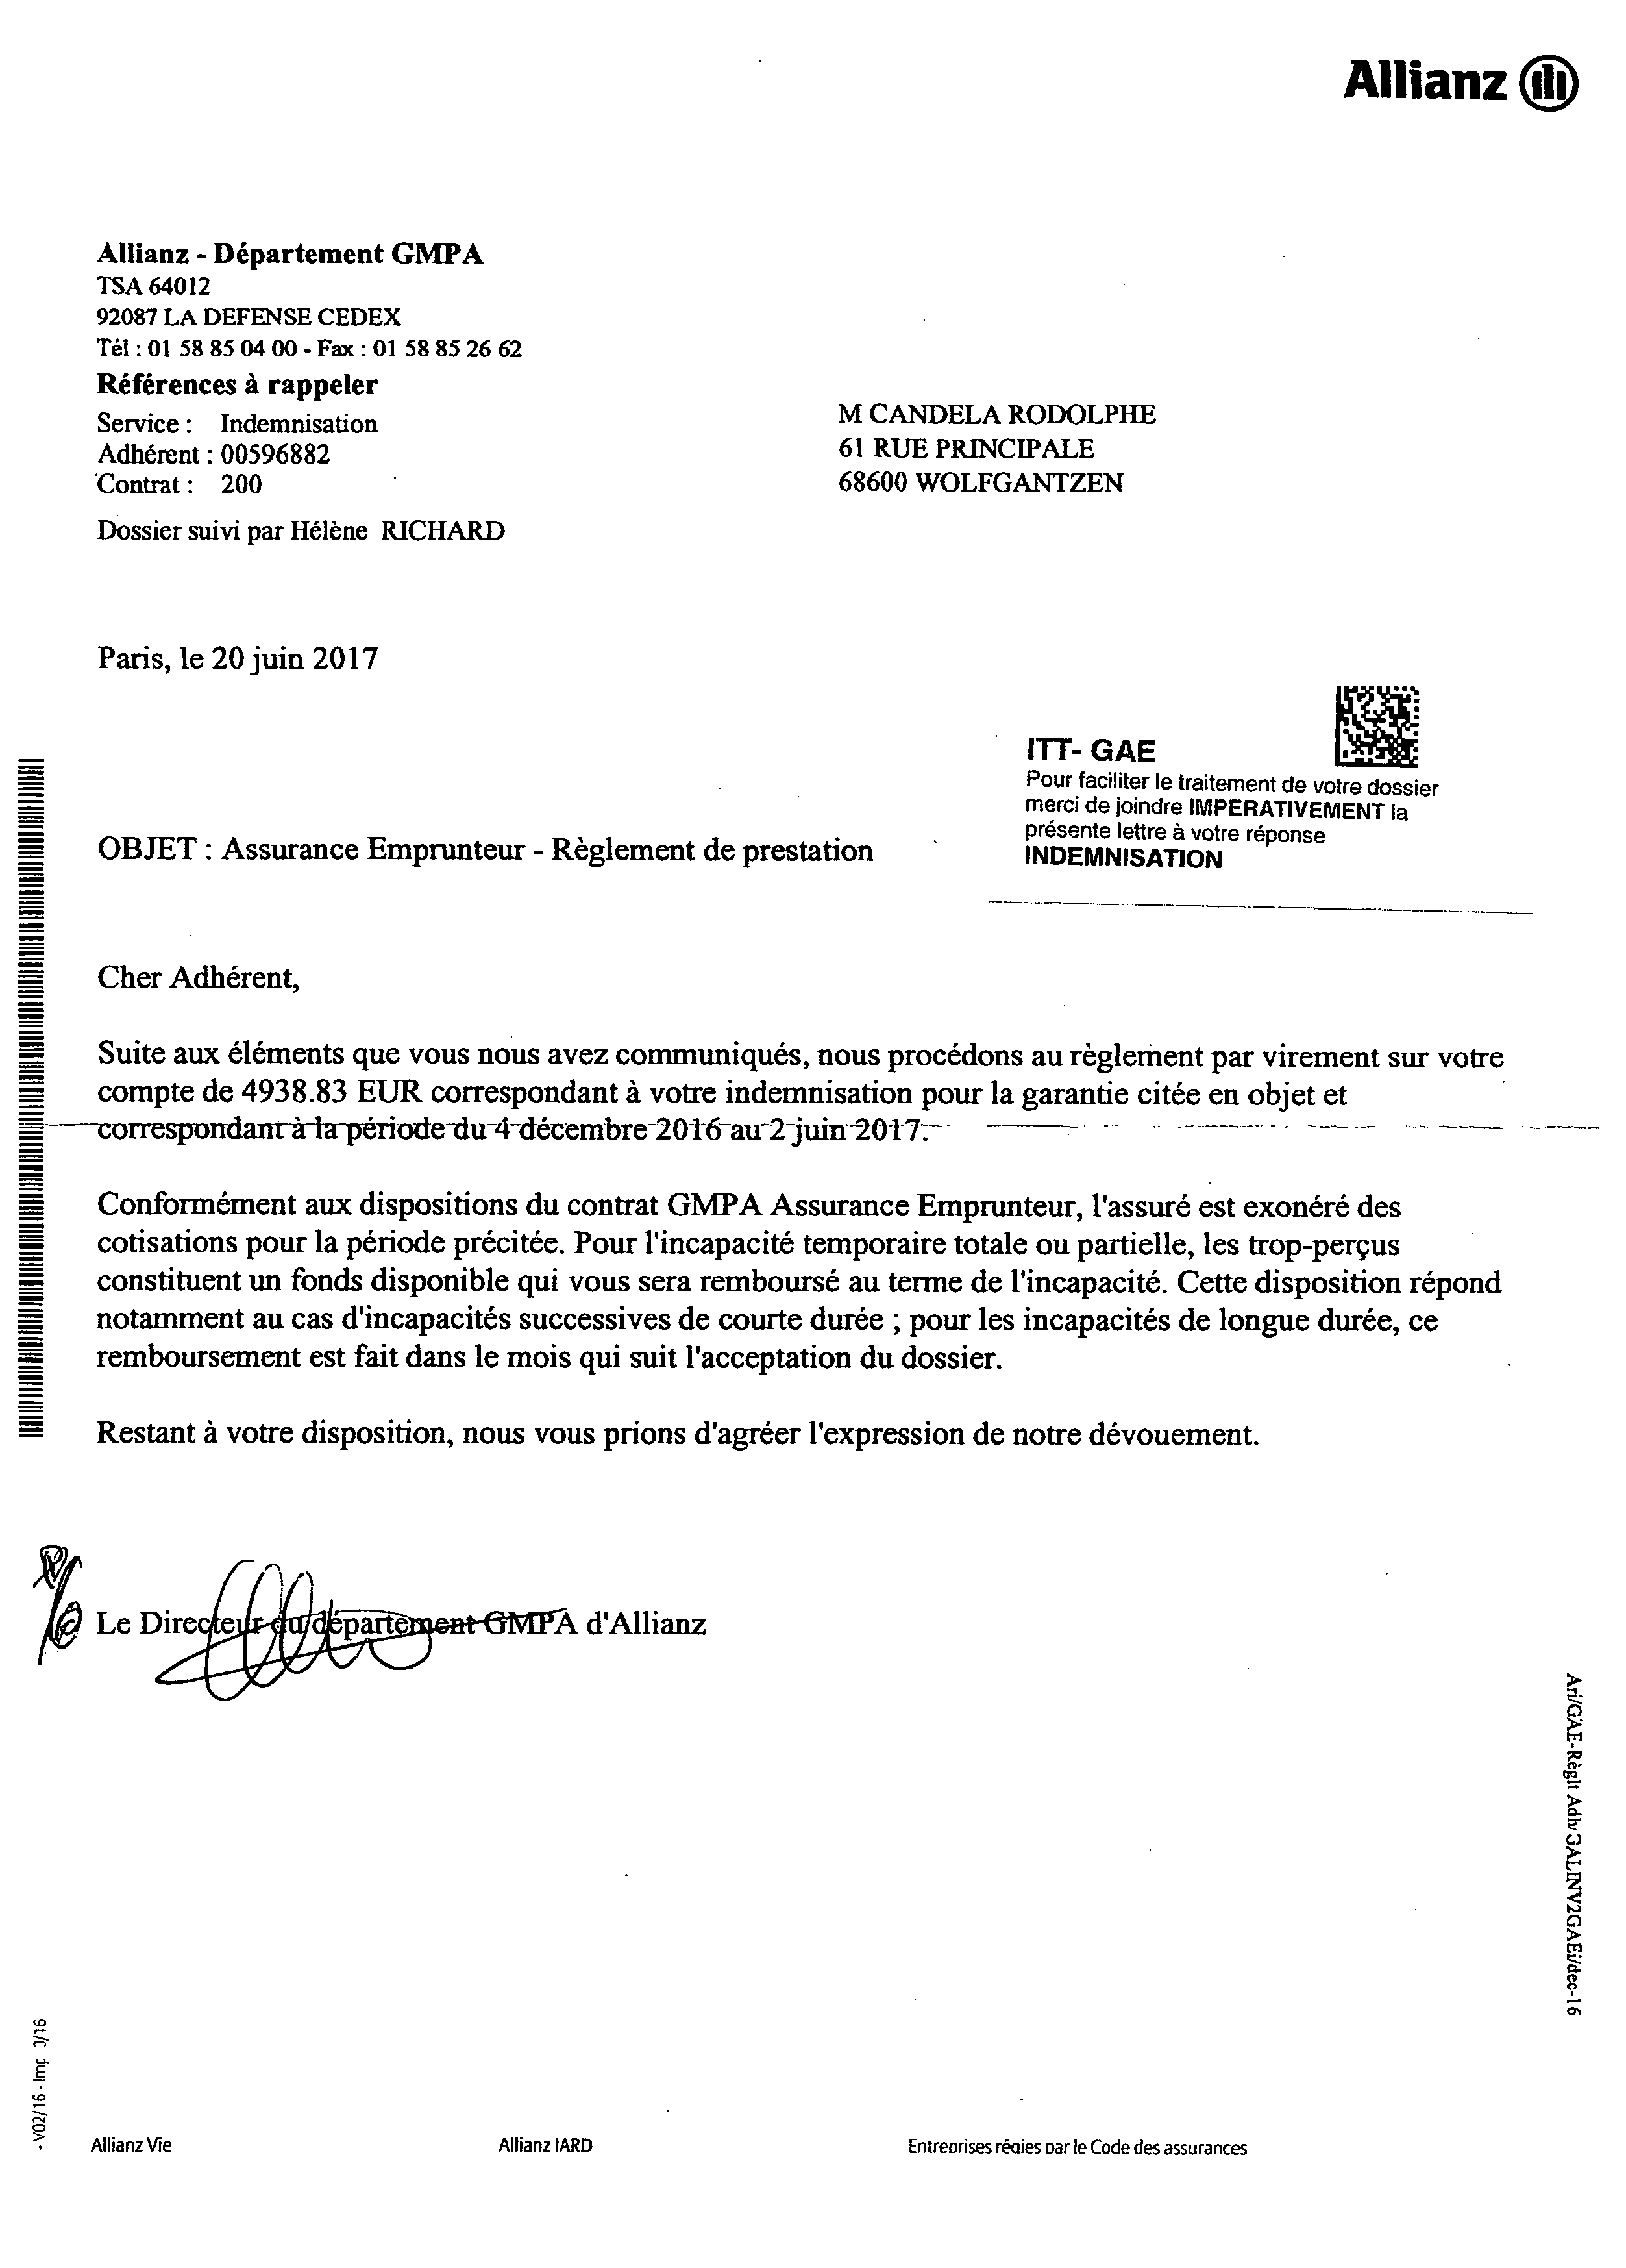 Allianz
Allianz - Département GMPA
TSA 64012
92087 LA DEFENSE CEDEX
Tél : 01 58 85 04 00 - Fax : 01 58 85 26 62
Références à rappeler
Service : Indemnisation
Adhérent : 00596882
Contrat : 200
Dossier suivi par Hélène RICHARD
M CANDELA RODOLPHE
61 RUE PRINCIPALE
68600 WOLFGANTZEN
Paris, le 20 juin 2017
ITT- GAE
Pour faciliter le traitement de votre dossier
merci de joindre IMPERATIVEMENT la
présente lettre à votre réponse
INDEMNISATION
OBJET : Assurance Emprunteur - Règlement de prestation
Cher Adhérent,
Suite aux éléments que vous nous avez communiqués, nous procédons au règlement par virement sur votre
compte de 4938.83 EUR correspondant à votre indemnisation pour la garantie citée en objet et
correspondant à la période du 4 décembre 2016 au 2 juin 2017.
Conformément aux dispositions du contrat GMPA Assurance Emprunteur, l'assuré est exonéré des
cotisations pour la période précitée. Pour l'incapacité temporaire totale ou partielle, les trop-perçus
constituent un fonds disponible qui vous sera remboursé au terme de l'incapacité. Cette disposition répond
notamment au cas d'incapacités successives de courte durée ; pour les incapacités de longue durée, ce
remboursement est fait dans le mois qui suit l'acceptation du dossier.
Restant à votre disposition, nous vous prions d'agréer l'expression de notre dévouement.
Le Directeur du département GMPA d'Allianz
Ari/GAE-Règlt Adh/GALINV2GAEi/dec-16
- V02/16 - Imp
Allianz Vie
Allianz IARD
Entreprises régies par le Code des assurances